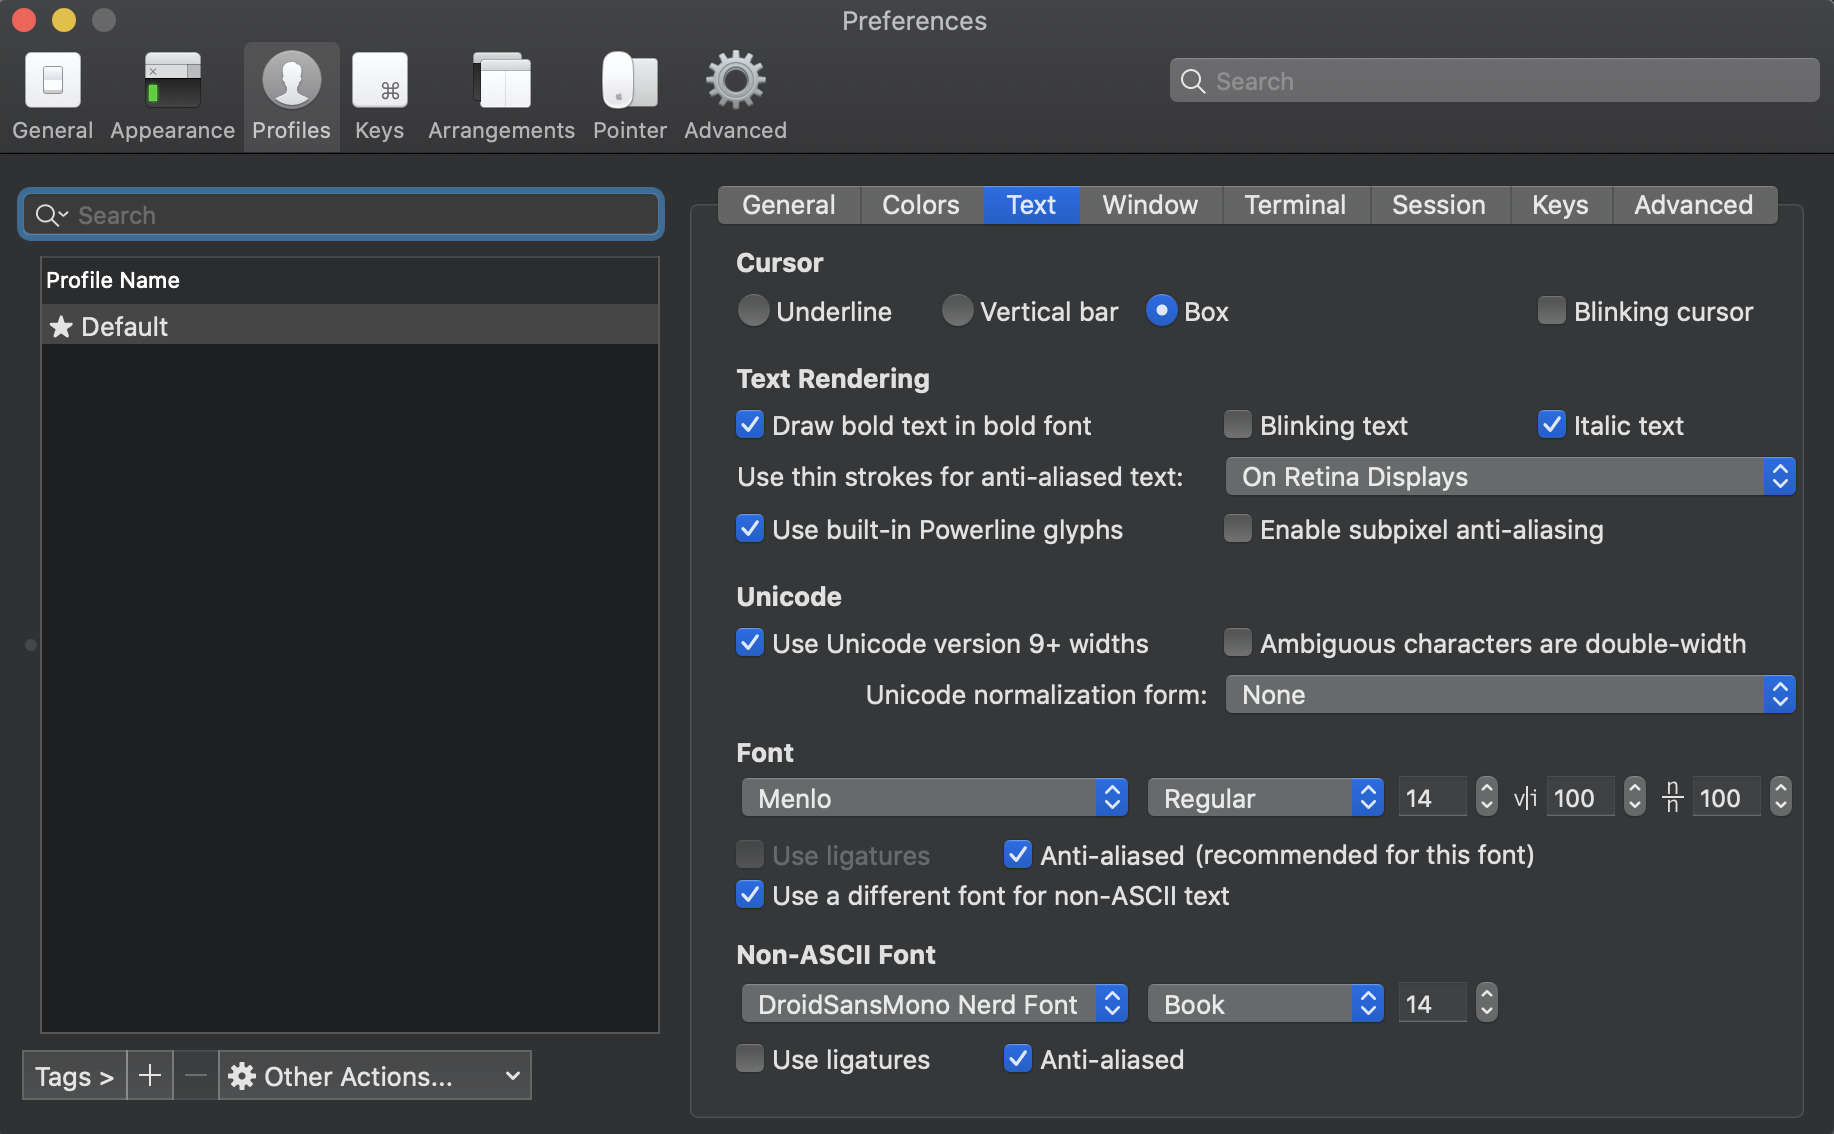 Preferences
General Appearance Profiles Keys Arrangements Pointer Advanced
Search
Search
Profile Name
Default
Tags >
Other Actions...
General Colors Text Window Terminal Session Keys Advanced
Cursor
Underline Vertical bar Box Blinking cursor
Text Rendering
Draw bold text in bold font Blinking text Italic text
Use thin strokes for anti-aliased text: On Retina Displays
Use built-in Powerline glyphs Enable subpixel anti-aliasing
Unicode
Use Unicode version 9+ widths Ambiguous characters are double-width
Unicode normalization form: None
Font
Menlo Regular 14 v|i 100 n/n 100
Use ligatures Anti-aliased (recommended for this font)
Use a different font for non-ASCII text
Non-ASCII Font
DroidSansMono Nerd Font Book 14
Use ligatures Anti-aliased